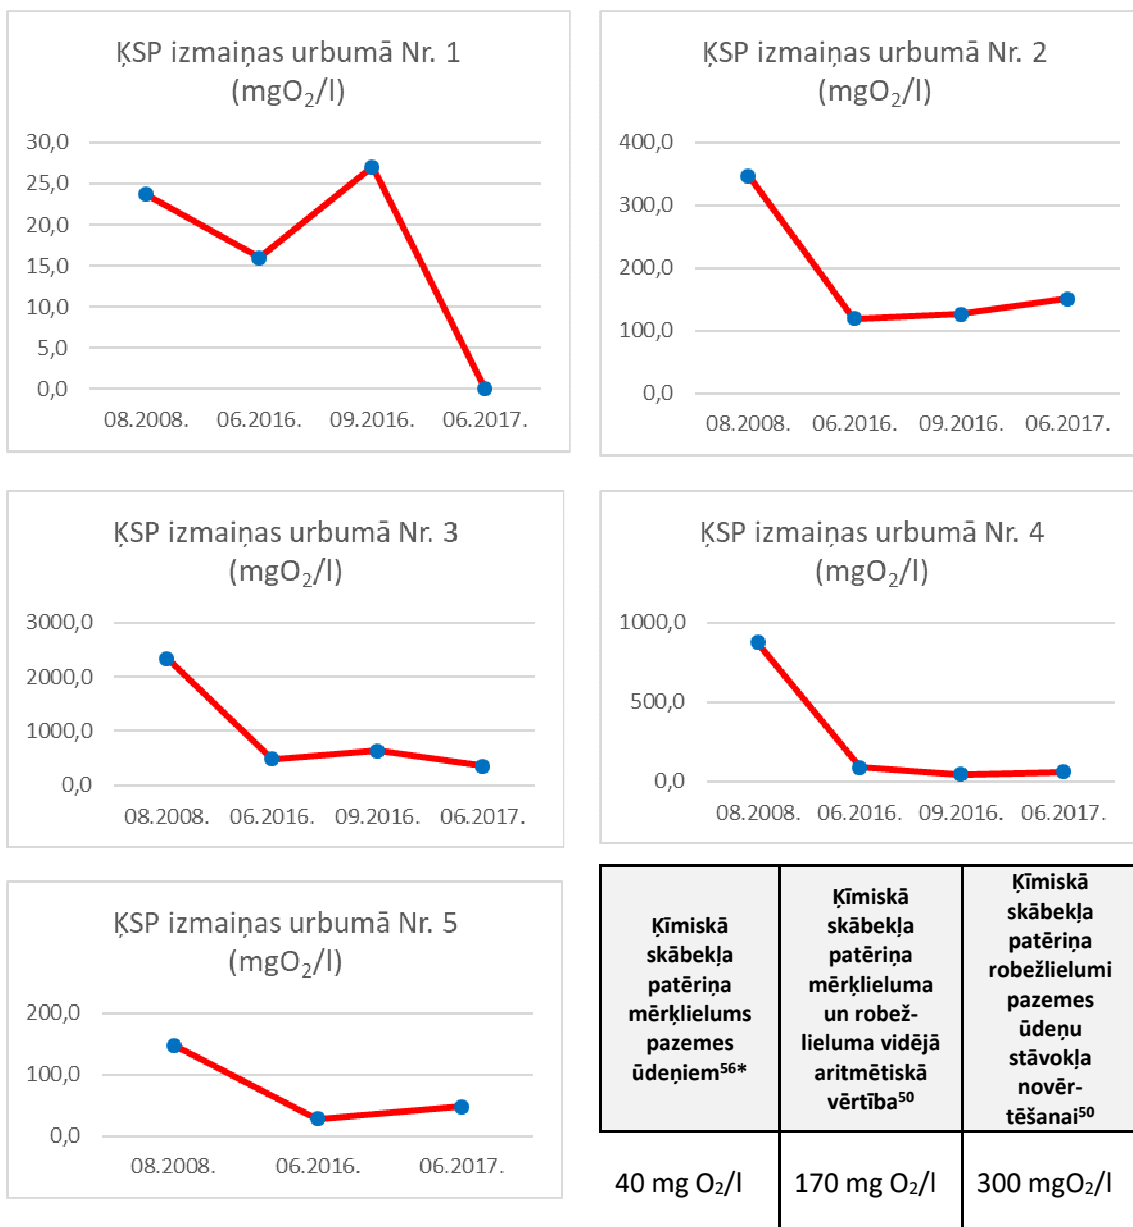 ĶSP izmaiņas urbumā Nr. 1
(mgO₂/l)
30,0
25,0
20,0
15,0
10,0
5,0
0,0
08.2008. 06.2016. 09.2016. 06.2017.
ĶSP izmaiņas urbumā Nr. 2
(mgO₂/l)
400,0
300,0
200,0
100,0
0,0
08.2008. 06.2016. 09.2016. 06.2017.
ĶSP izmaiņas urbumā Nr. 3
(mgO₂/l)
3000,0
2000,0
1000,0
0,0
08.2008. 06.2016. 09.2016. 06.2017.
ĶSP izmaiņas urbumā Nr. 4
(mgO₂/l)
1000,0
500,0
0,0
08.2008. 06.2016. 09.2016. 06.2017.
ĶSP izmaiņas urbumā Nr. 5
(mgO₂/l)
200,0
100,0
0,0
08.2008. 06.2016. 06.2017.
Ķīmiskā
skābekļa
patēriņa
mērķlielums
pazemes
ūdeņiem⁵⁶*
Ķīmiskā
skābekļa
patēriņa
mērķlieluma
un robež-
lieluma vidējā
aritmētiskā
vērtība⁵⁰
Ķīmiskā
skābekļa
patēriņa
robežlielumi
pazemes
ūdeņu
stāvokļa
novēr-
tēšanai⁵⁰
40 mg O₂/l
170 mg O₂/l
300 mgO₂/l